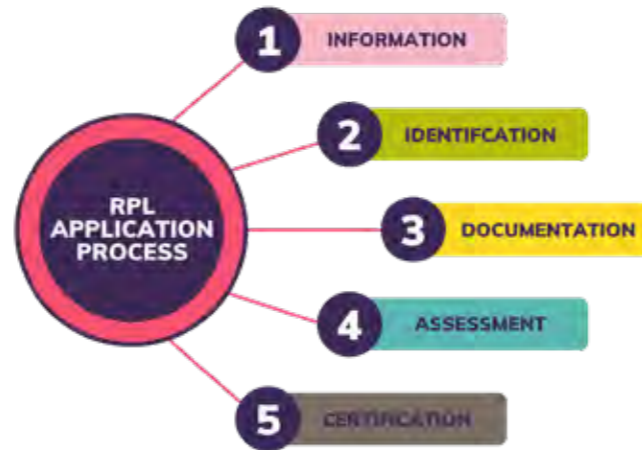 RPL
APPLICATION
PROCESS
1 INFORMATION
2 IDENTIFCATION
3 DOCUMENTATION
4 ASSESSMENT
5 CERTIFICATION